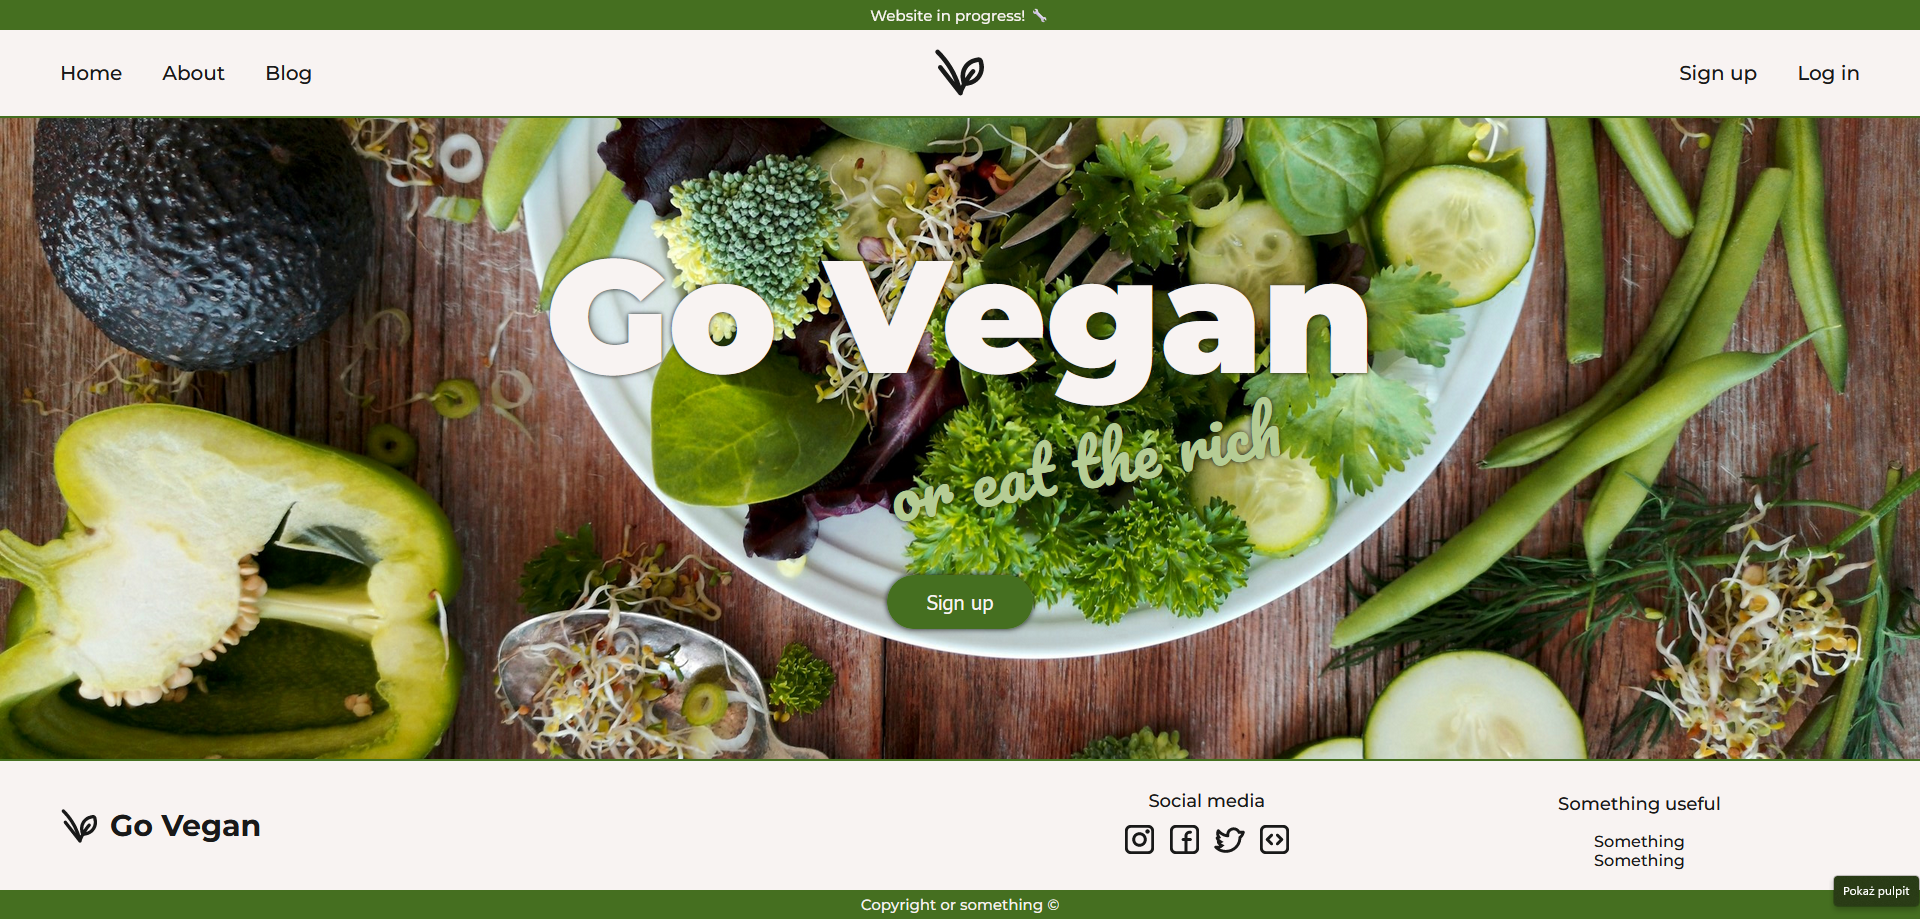 Website in progress! 🔧
Home About Blog Sign up Log in
Go Vegan
or eat thé rich
Sign up
Go Vegan
Social media
Something useful
Something
Something
Pokaż pulpit
Copyright or something ©